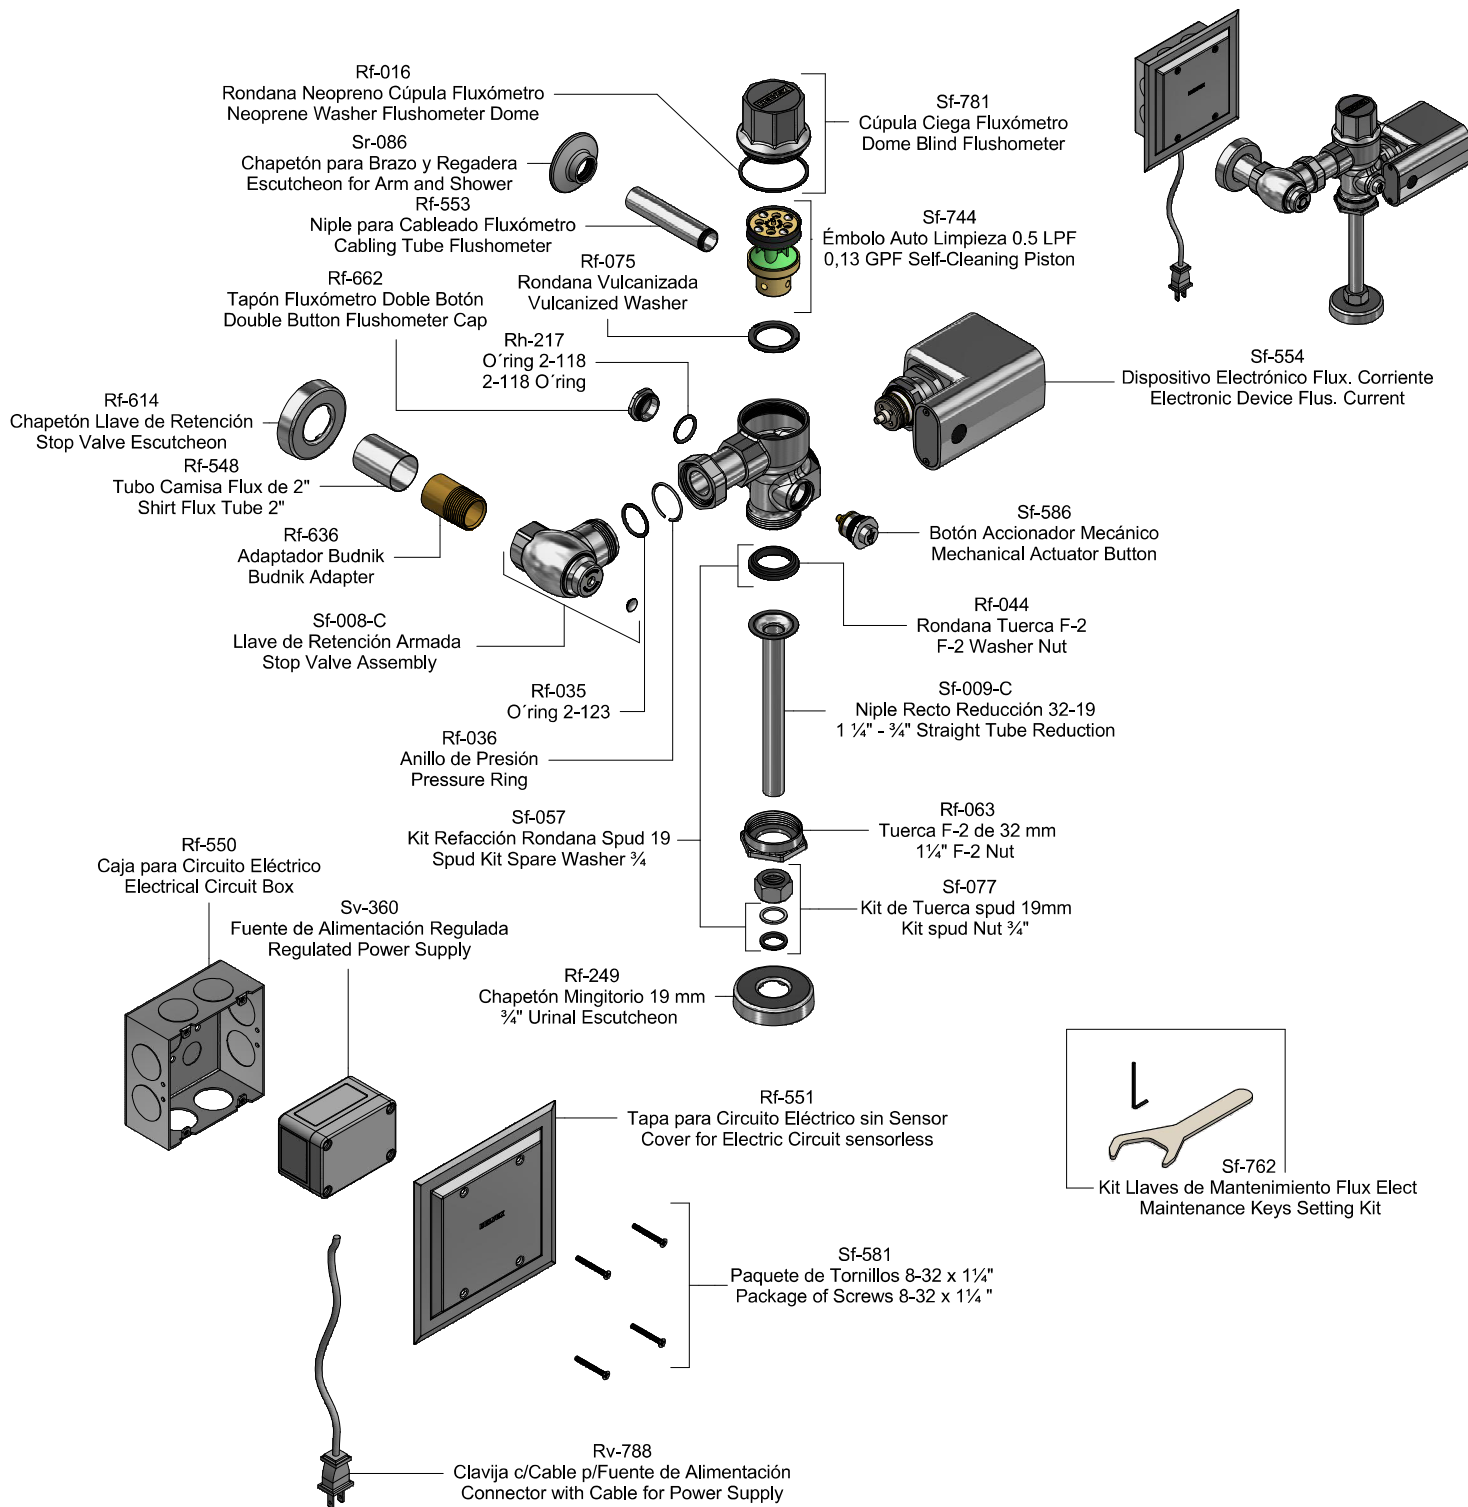 Rf-016
Rondana Neopreno Cúpula Fluxómetro
Neoprene Washer Flushometer Dome
Sf-781
Cúpula Ciega Fluxómetro
Dome Blind Flushometer
Sr-086
Chapetón para Brazo y Regadera
Escutcheon for Arm and Shower
Rf-553
Niple para Cableado Fluxómetro
Cabling Tube Flushometer
Sf-744
Émbolo Auto Limpieza 0.5 LPF
0,13 GPF Self-Cleaning Piston
Rf-075
Rondana Vulcanizada
Vulcanized Washer
Rf-662
Tapón Fluxómetro Doble Botón
Double Button Flushometer Cap
Rh-217
O´ring 2-118
2-118 O´ring
Sf-554
Dispositivo Electrónico Flux. Corriente
Electronic Device Flus. Current
Rf-614
Chapetón Llave de Retención
Stop Valve Escutcheon
Rf-548
Tubo Camisa Flux de 2"
Shirt Flux Tube 2"
Sf-586
Botón Accionador Mecánico
Mechanical Actuator Button
Rf-636
Adaptador Budnik
Budnik Adapter
Rf-044
Rondana Tuerca F-2
F-2 Washer Nut
Sf-008-C
Llave de Retención Armada
Stop Valve Assembly
Rf-035
O´ring 2-123
Sf-009-C
Niple Recto Reducción 32-19
1 ¼" - ¾" Straight Tube Reduction
Rf-036
Anillo de Presión
Pressure Ring
Sf-057
Kit Refacción Rondana Spud 19
Spud Kit Spare Washer ¾
Rf-063
Tuerca F-2 de 32 mm
1¼" F-2 Nut
Rf-550
Caja para Circuito Eléctrico
Electrical Circuit Box
Sf-077
Kit de Tuerca spud 19mm
Kit spud Nut ¾"
Sv-360
Fuente de Alimentación Regulada
Regulated Power Supply
Rf-249
Chapetón Mingitorio 19 mm
¾" Urinal Escutcheon
Rf-551
Tapa para Circuito Eléctrico sin Sensor
Cover for Electric Circuit sensorless
Sf-762
Kit Llaves de Mantenimiento Flux Elect
Maintenance Keys Setting Kit
Sf-581
Paquete de Tornillos 8-32 x 1¼"
Package of Screws 8-32 x 1¼ "
Rv-788
Clavija c/Cable p/Fuente de Alimentación
Connector with Cable for Power Supply